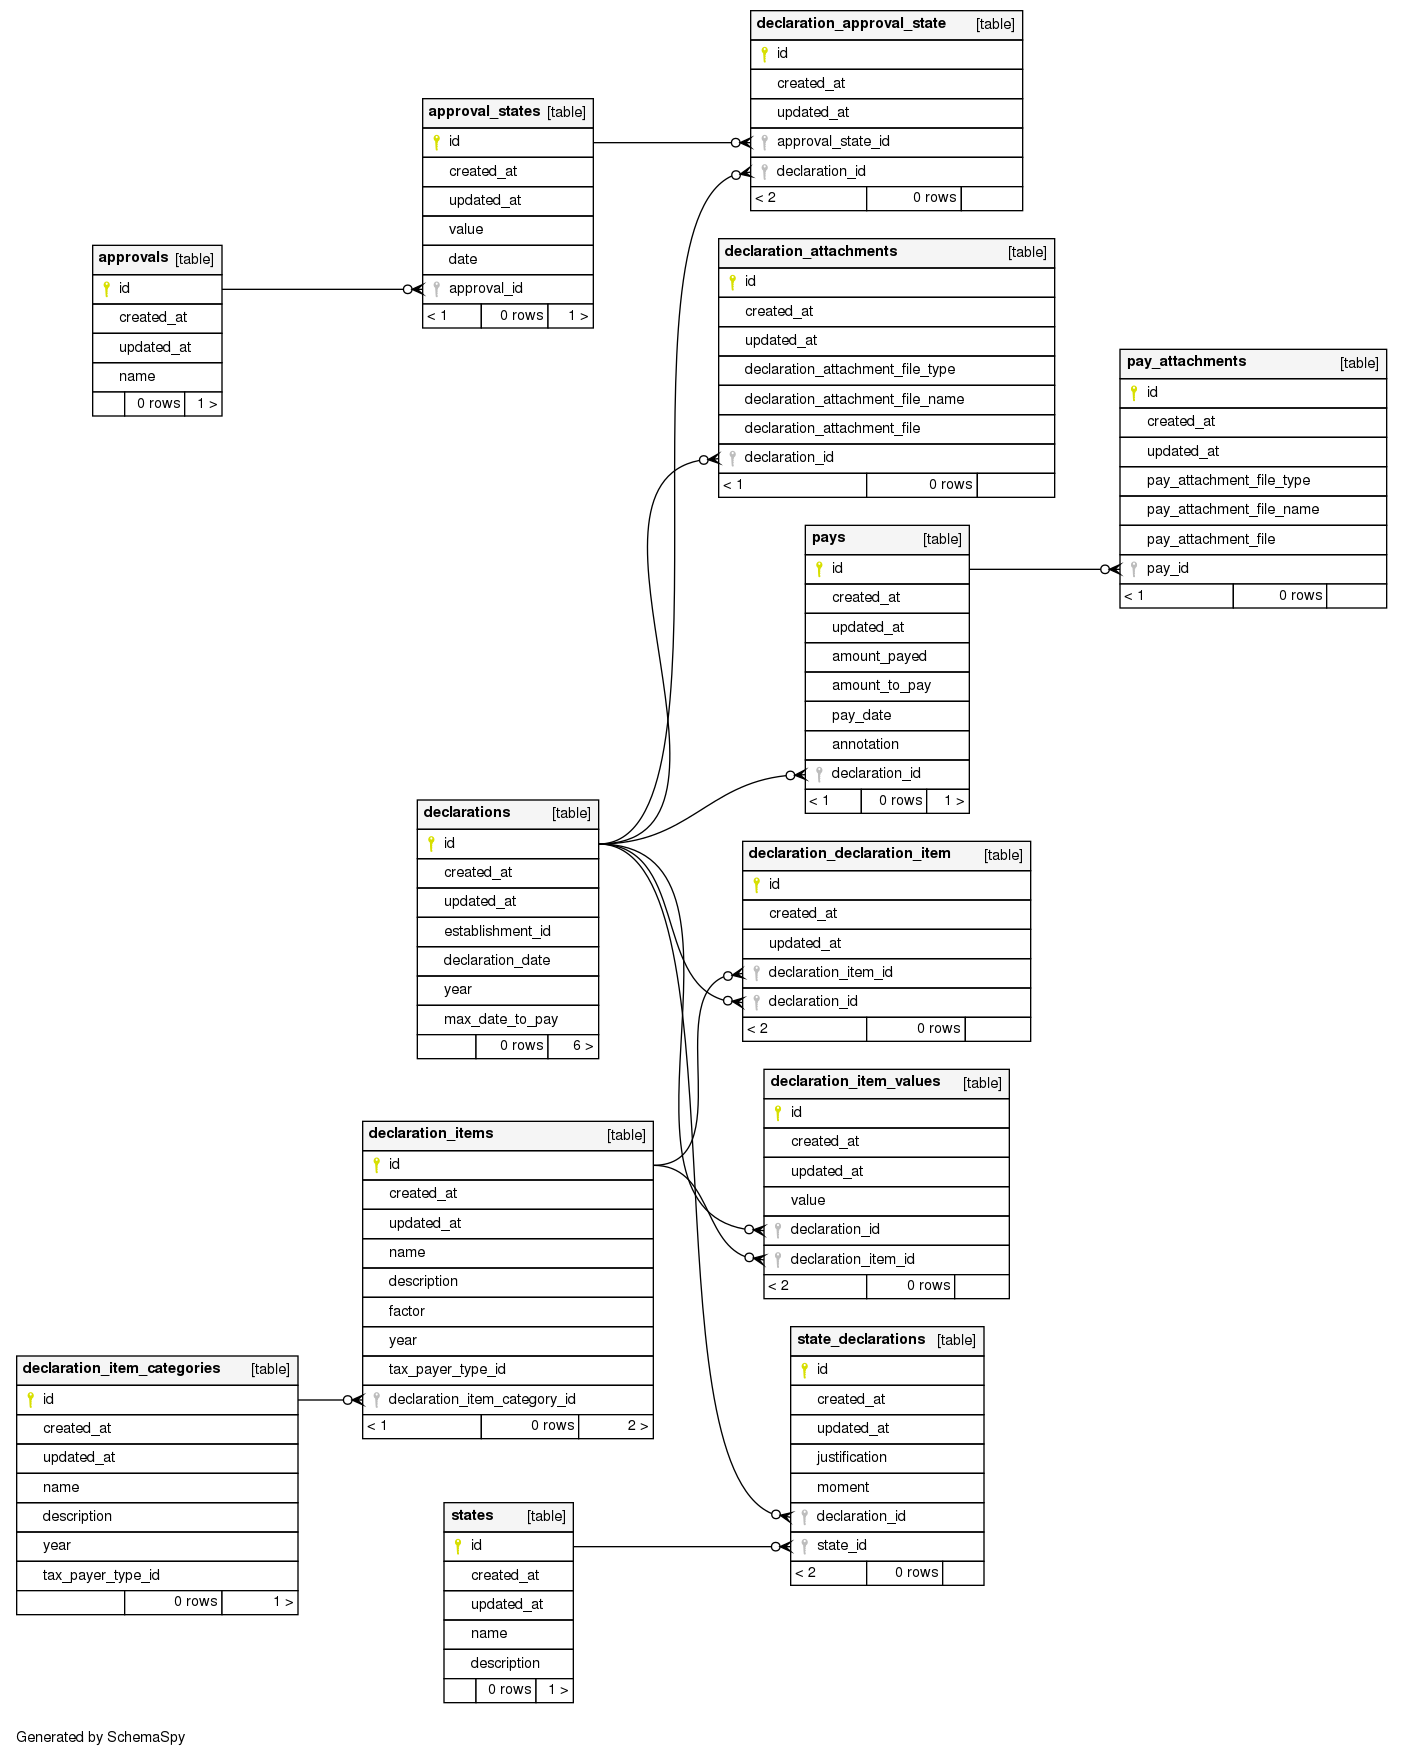 declaration_approval_state [table]
id
created_at
updated_at
approval_state_id
declaration_id
< 2 0 rows
approval_states [table]
id
created_at
updated_at
value
date
approval_id
< 1 0 rows 1 >
approvals [table]
id
created_at
updated_at
name
0 rows 1 >
declaration_attachments [table]
id
created_at
updated_at
declaration_attachment_file_type
declaration_attachment_file_name
declaration_attachment_file
declaration_id
< 1 0 rows
pay_attachments [table]
id
created_at
updated_at
pay_attachment_file_type
pay_attachment_file_name
pay_attachment_file
pay_id
< 1 0 rows
pays [table]
id
created_at
updated_at
amount_payed
amount_to_pay
pay_date
annotation
declaration_id
< 1 0 rows 1 >
declarations [table]
id
created_at
updated_at
establishment_id
declaration_date
year
max_date_to_pay
0 rows 6 >
declaration_declaration_item [table]
id
created_at
updated_at
declaration_item_id
declaration_id
< 2 0 rows
declaration_item_values [table]
id
created_at
updated_at
value
declaration_id
declaration_item_id
< 2 0 rows
declaration_items [table]
id
created_at
updated_at
name
description
factor
year
tax_payer_type_id
declaration_item_category_id
< 1 0 rows 2 >
state_declarations [table]
id
created_at
updated_at
justification
moment
declaration_id
state_id
< 2 0 rows
declaration_item_categories [table]
id
created_at
updated_at
name
description
year
tax_payer_type_id
0 rows 1 >
states [table]
id
created_at
updated_at
name
description
0 rows 1 >
Generated by SchemaSpy